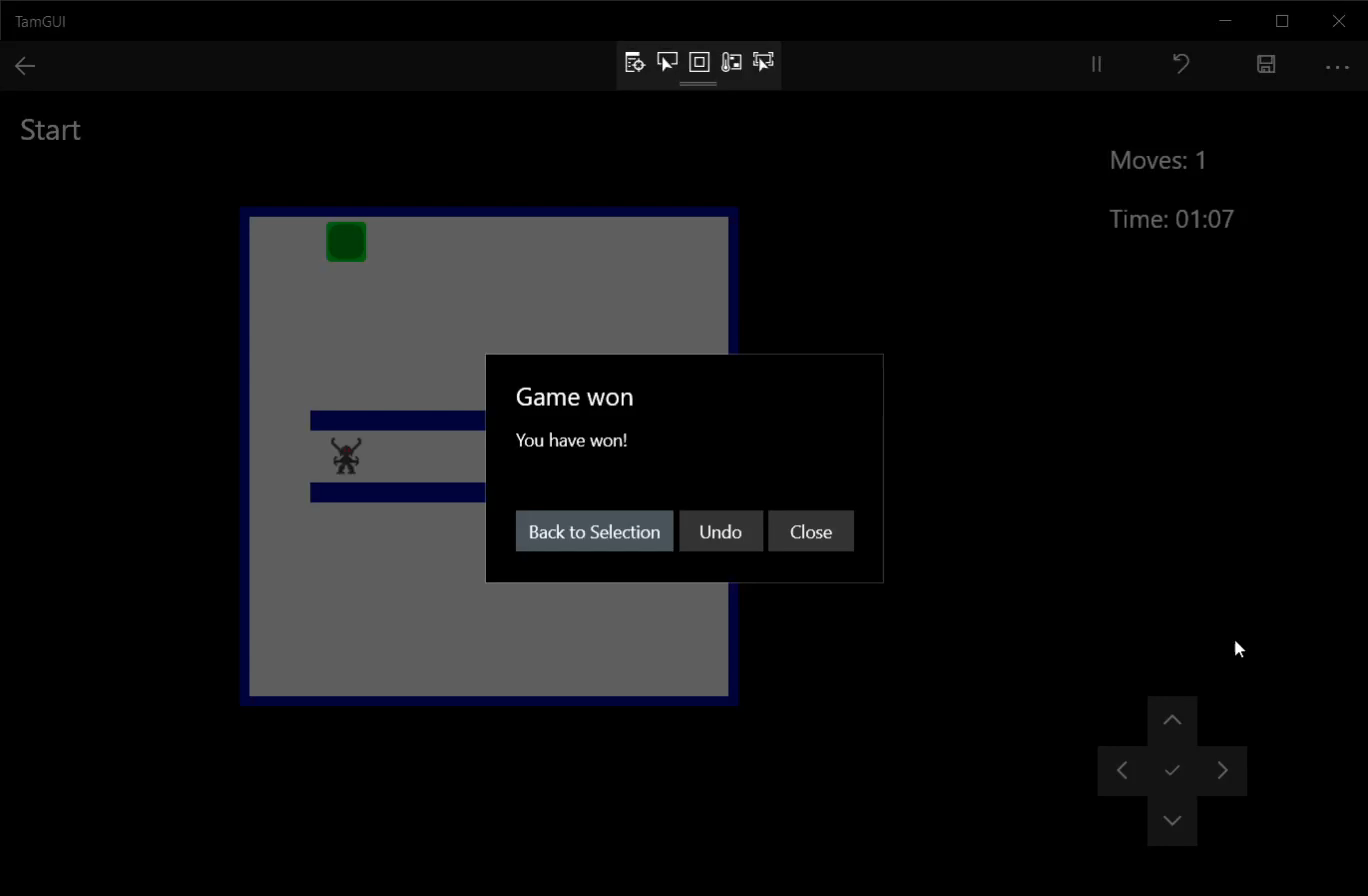 TamGUI
Start
Moves: 1
Time: 01:07
Game won
You have won!
Back to Selection
Undo
Close